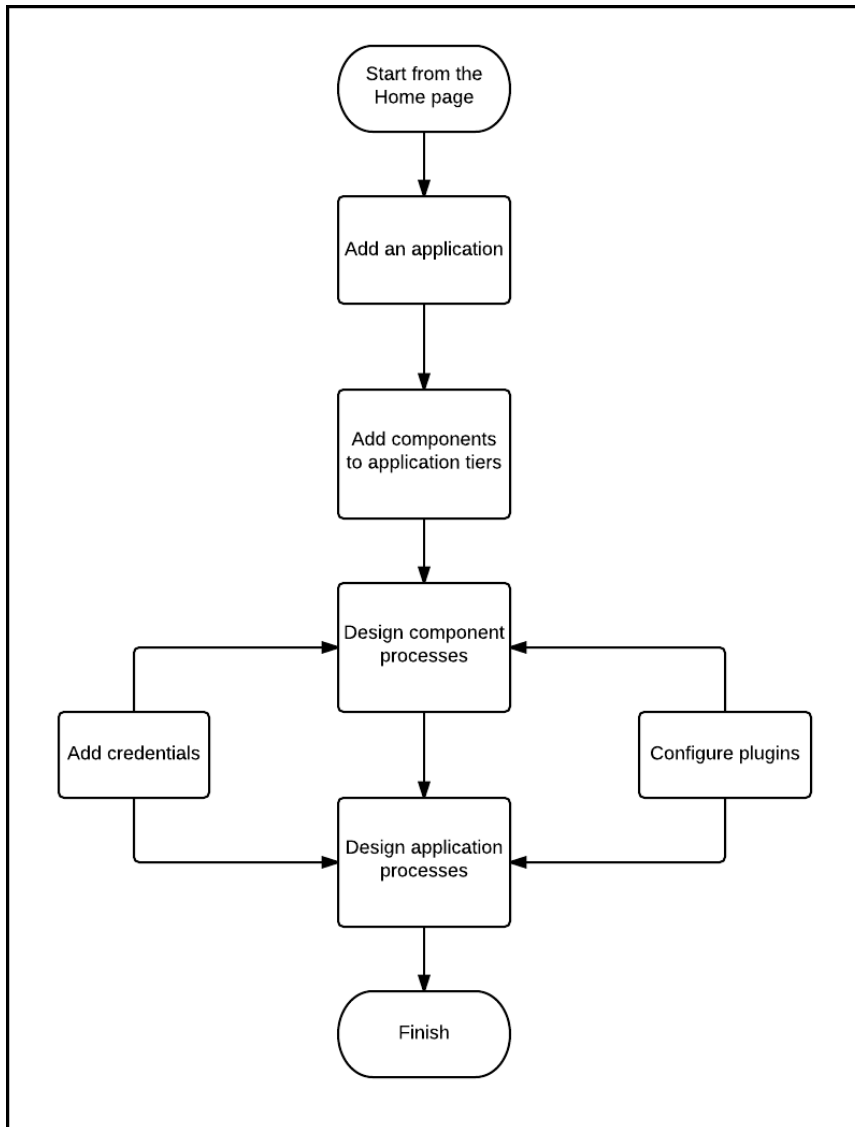 Start from the
Home page
Add an application
Add components
to application tiers
Design component
processes
Add credentials
Configure plugins
Design application
processes
Finish